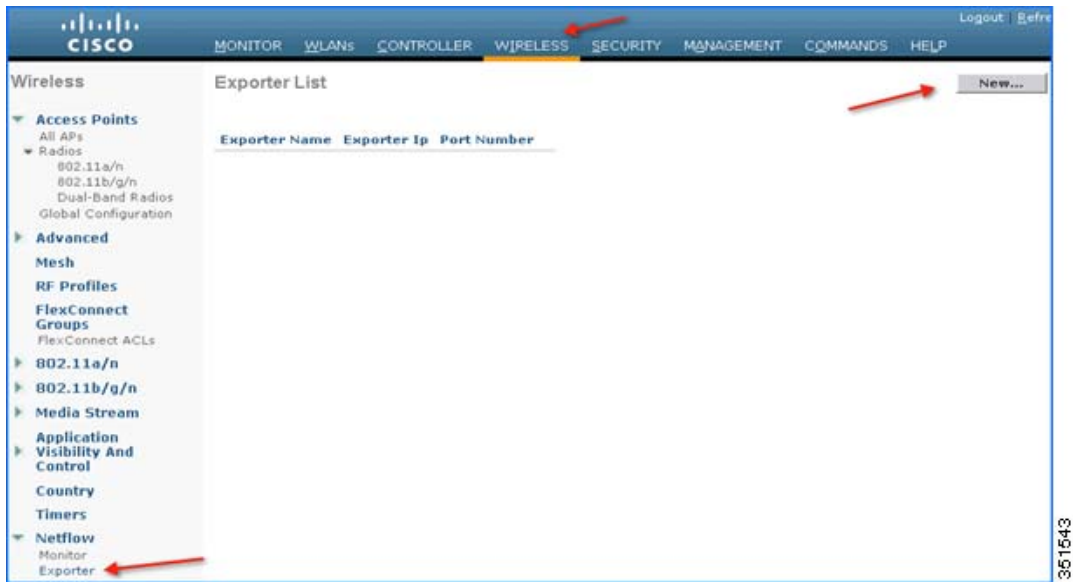 Logout Refre
CISCO
MONITOR WLANs CONTROLLER WIRELESS SECURITY MANAGEMENT COMMANDS HELP
Wireless
Access Points
All APs
Radios
802.11a/n
802.11b/g/n
Dual-Band Radios
Global Configuration
Advanced
Mesh
RF Profiles
FlexConnect
Groups
FlexConnect ACLs
802.11a/n
802.11b/g/n
Media Stream
Application
Visibility And
Control
Country
Timers
Netflow
Monitor
Exporter
Exporter List
New...
Exporter Name Exporter Ip Port Number
351543